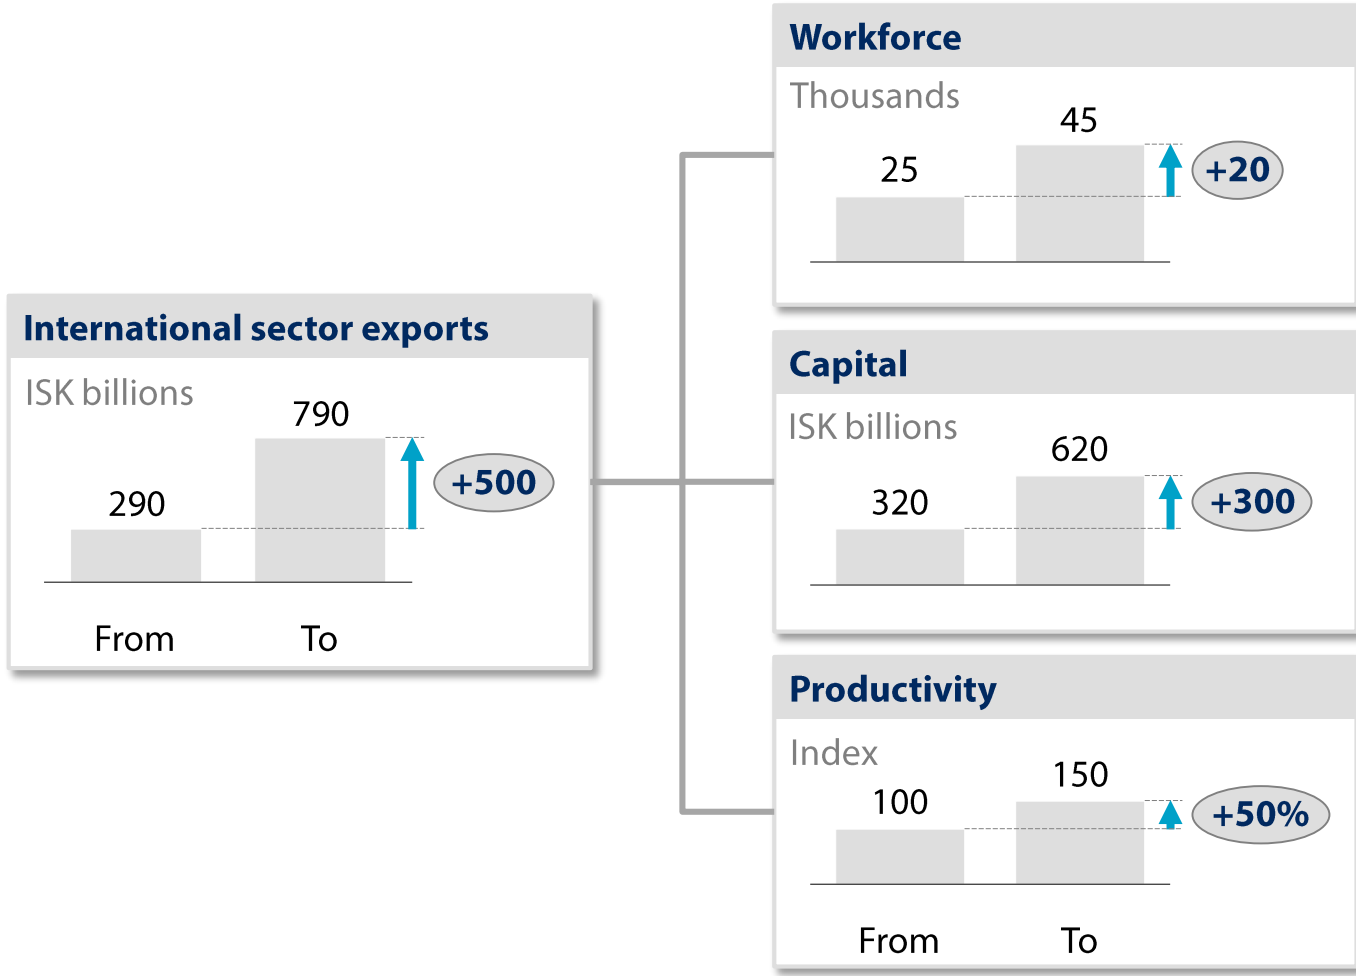 International sector exports
ISK billions
790
290
+500
From To
Workforce
Thousands
45
25
+20
Capital
ISK billions
620
320
+300
Productivity
Index
150
100
+50%
From To